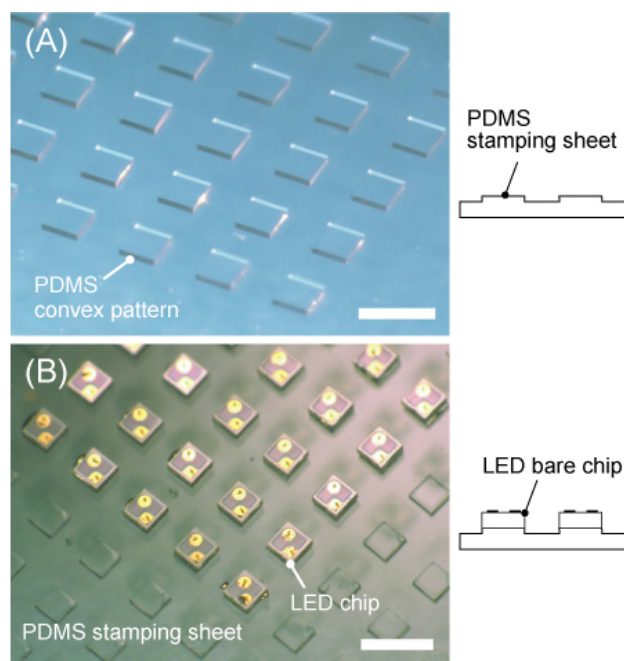 (A)
PDMS
stamping sheet
PDMS
convex pattern
(B)
LED bare chip
LED chip
PDMS stamping sheet